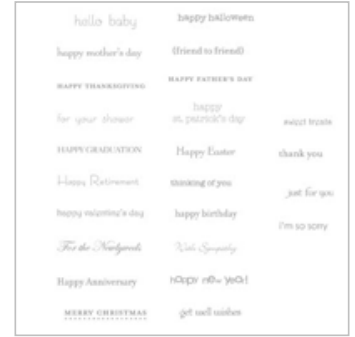 hello baby
happy halloween
happy mother's day
(friend to friend)
HAPPY THANKSGIVING
HAPPY FATHER'S DAY
for your shower
happy
st. patrick's day
sweet treats
HAPPY GRADUATION
Happy Easter
thank you
Happy Retirement
thinking of you
just for you
happy valentine's day
happy birthday
I'm so sorry
For the Newlyweds
With Sympathy
Happy Anniversary
happy new year!
MERRY CHRISTMAS
get well wishes